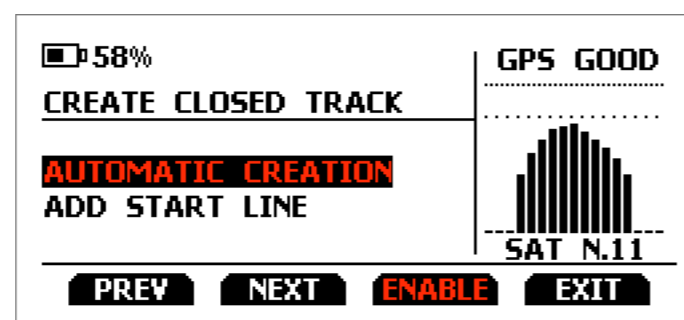 58%
GPS GOOD
CREATE CLOSED TRACK
AUTOMATIC CREATION
ADD START LINE
SAT N.11
PREV NEXT ENABLE EXIT